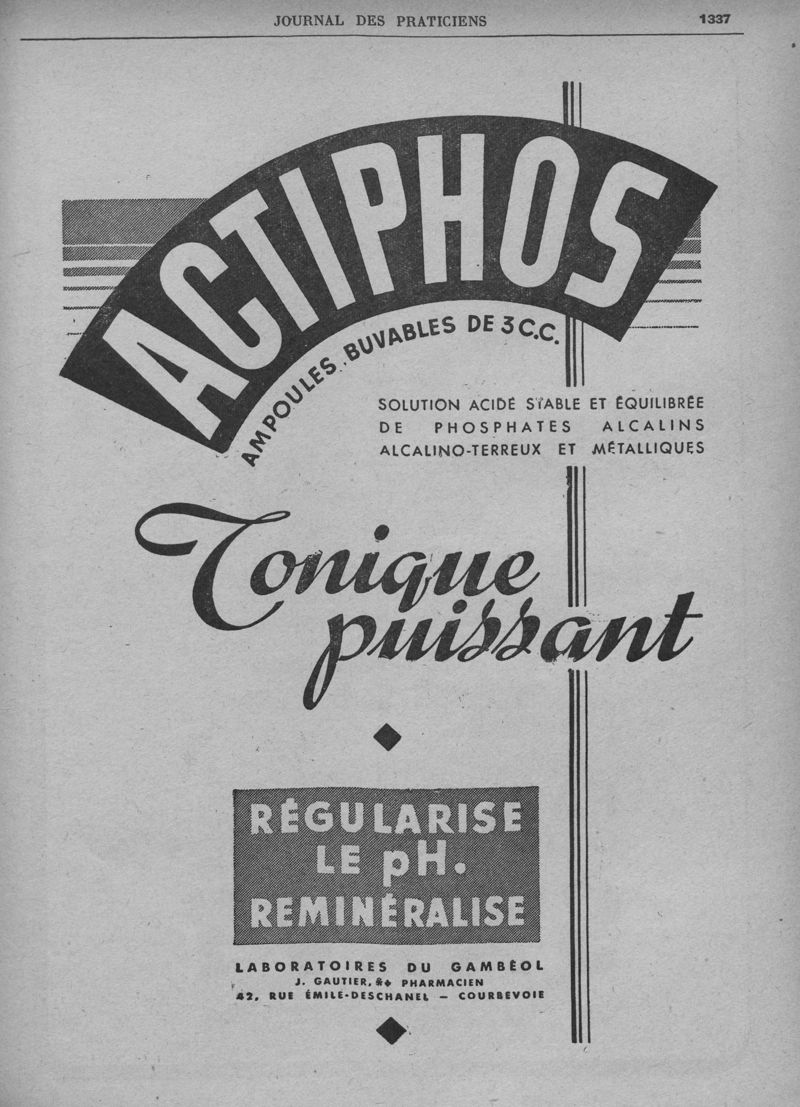 JOURNAL DES PRATICIENS 1337
ACTIPHOS
AMPOULES BUVABLES DE 3 C.C.
SOLUTION ACIDE STABLE ET ÉQUILIBRÉE
DE PHOSPHATES ALCALINS
ALCALINO-TERREUX ET MÉTALLIQUES
Tonique
puissant
RÉGULARISE
LE pH.
REMINÉRALISE
LABORATOIRES DU GAMBÉOL
J. GAUTIER, PHARMACIEN
42, RUE ÉMILE-DESCHANEL — COURBEVOIE